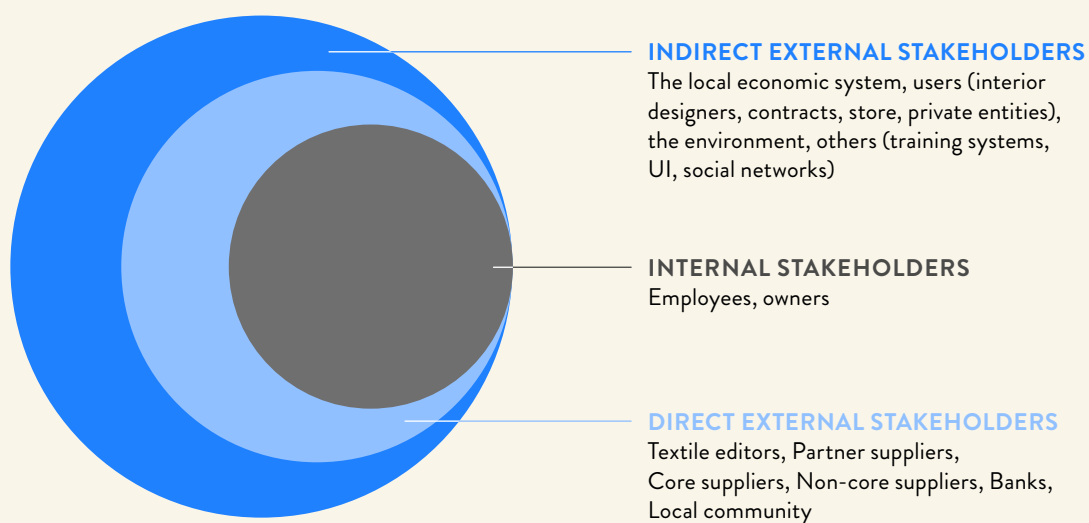 INDIRECT EXTERNAL STAKEHOLDERS
The local economic system, users (interior
designers, contracts, store, private entities),
the environment, others (training systems,
UI, social networks)
INTERNAL STAKEHOLDERS
Employees, owners
DIRECT EXTERNAL STAKEHOLDERS
Textile editors, Partner suppliers,
Core suppliers, Non-core suppliers, Banks,
Local community